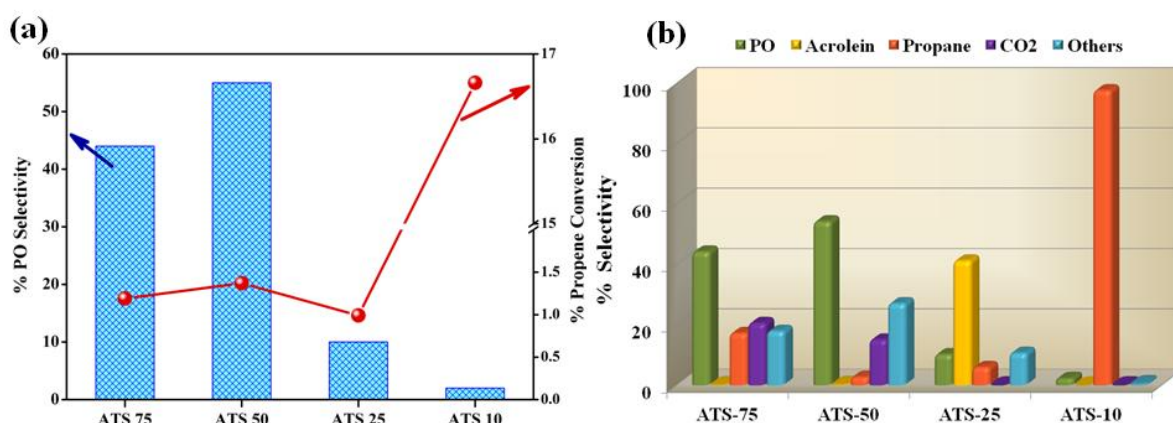 (a)
60
50
40
30
20
10
0
% PO Selectivity
17
16
15
1.5
1.0
0.5
0.0
% Propene Conversion
ATS 75 ATS 50 ATS 25 ATS 10
(b)
PO Acrolein Propane CO2 Others
100
80
60
40
20
0
% Selectivity
ATS-75 ATS-50 ATS-25 ATS-10